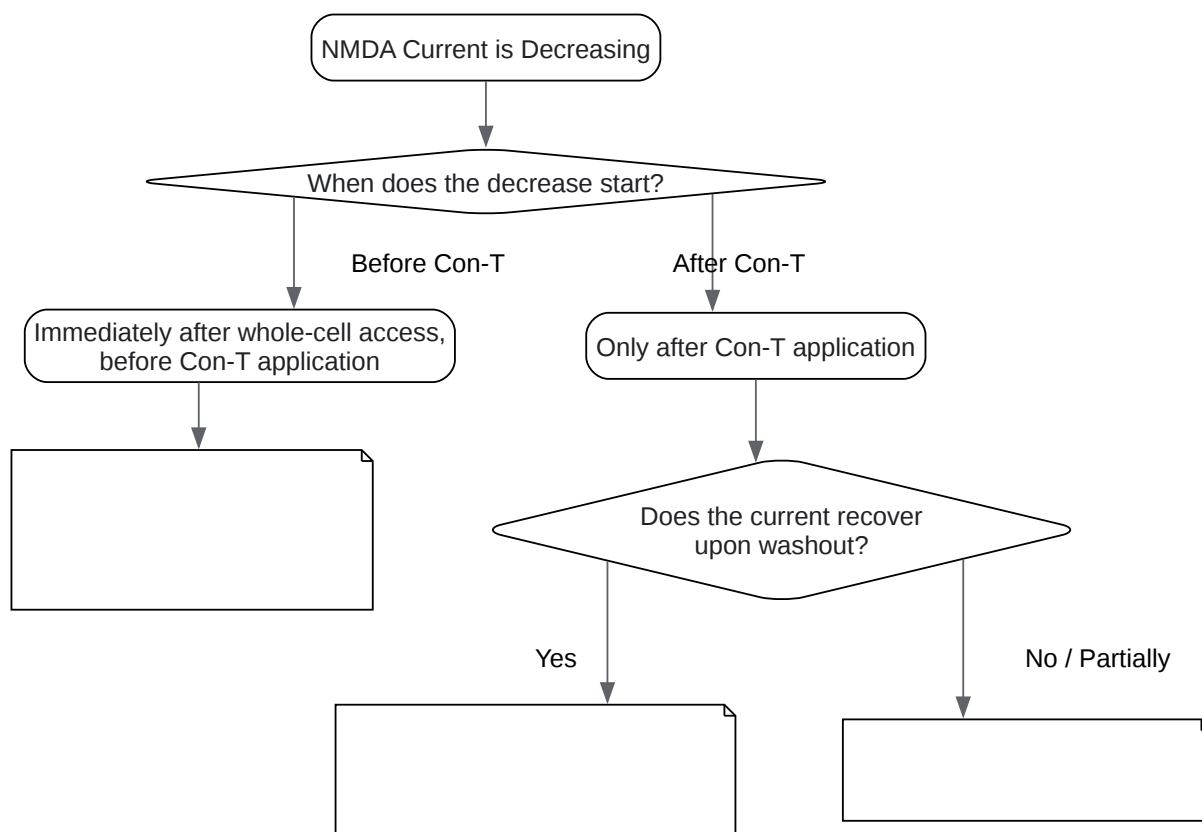 NMDA Current is Decreasing
When does the decrease start?
Before Con-T
After Con-T
Immediately after whole-cell access,
before Con-T application
Only after Con-T application
Does the current recover
upon washout?
Yes
No / Partially